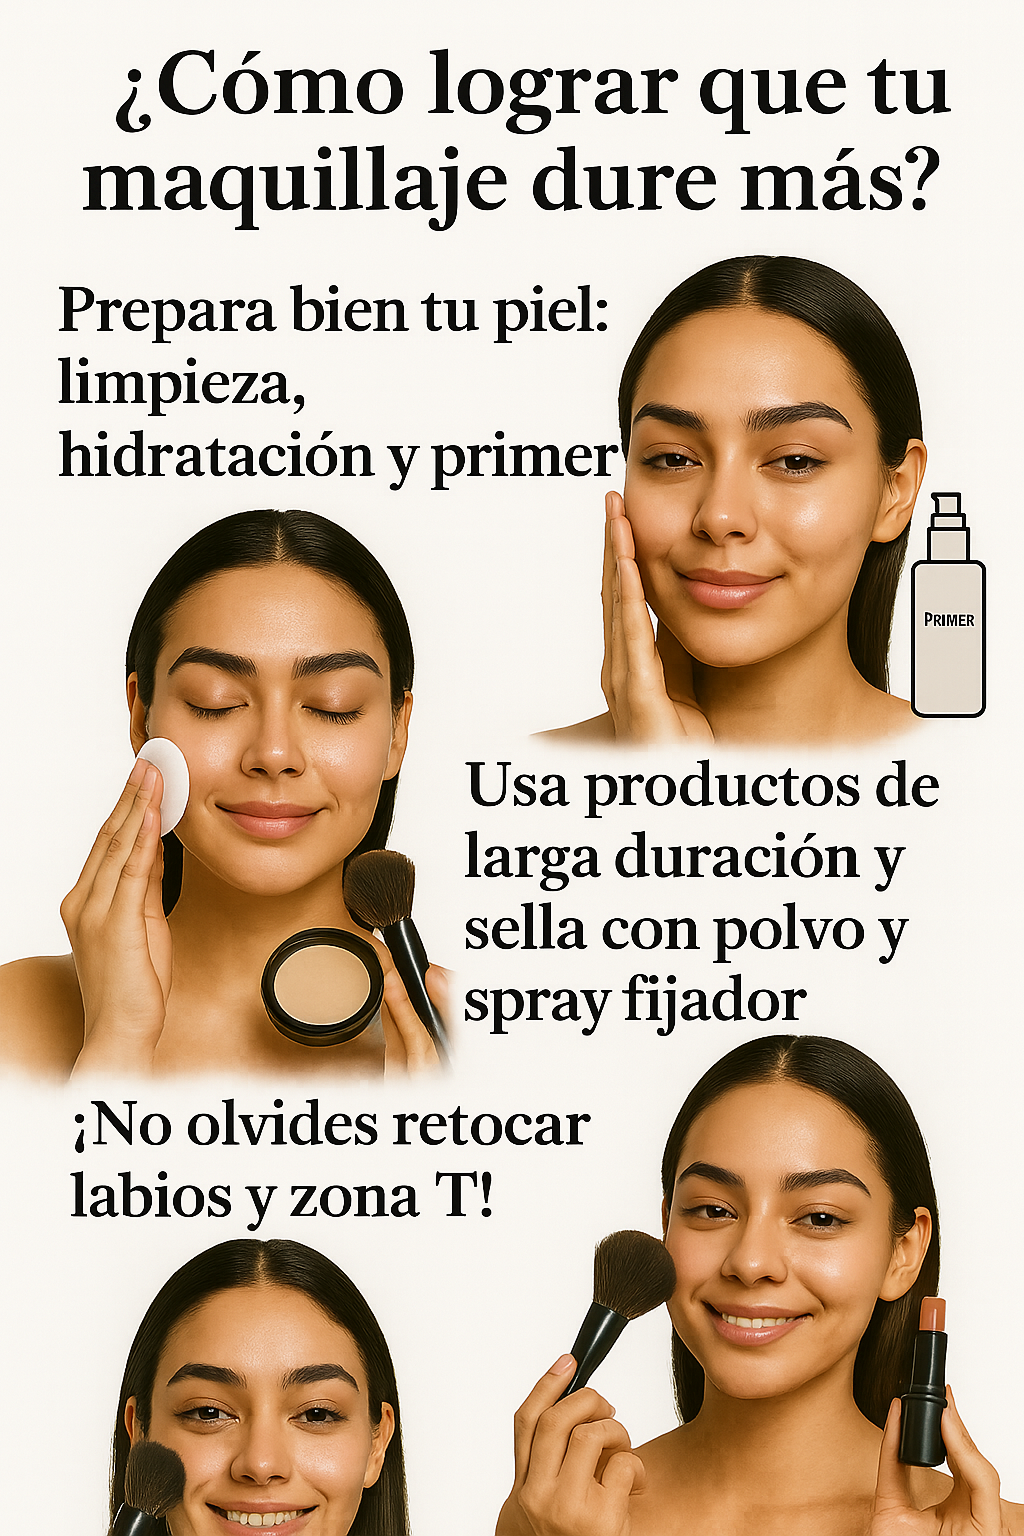 ¿Cómo lograr que tu
maquillaje dure más?
Prepara bien tu piel:
limpieza,
hidratación y primer
PRIMER
Usa productos de
larga duración y
sella con polvo y
spray fijador
¡No olvides retocar
labios y zona T!